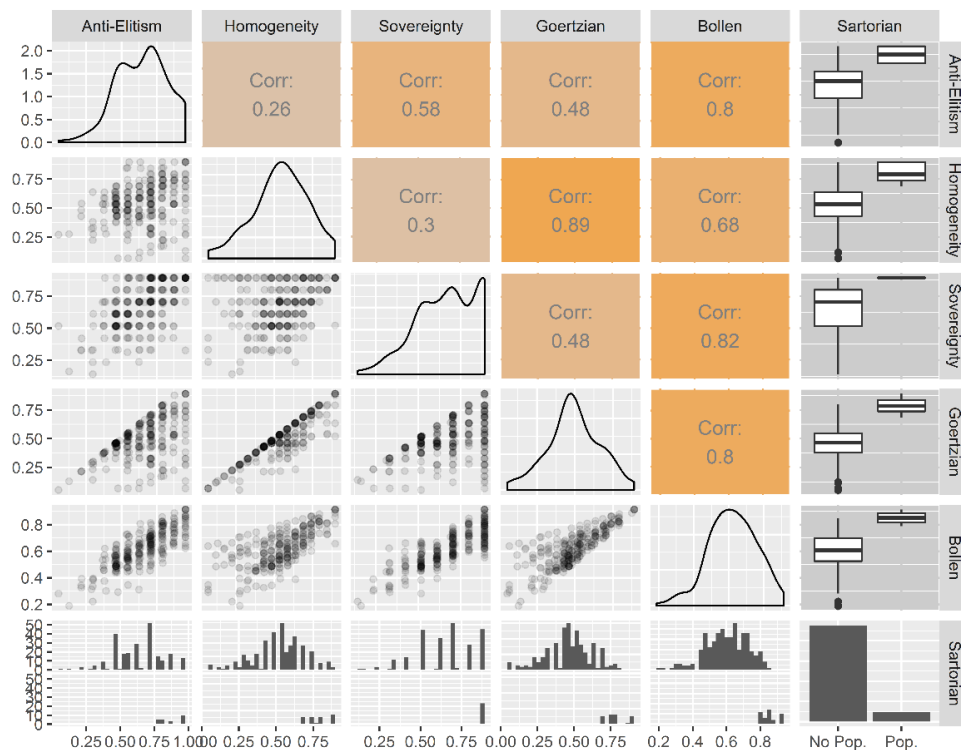 Anti-Elitism Homogeneity Sovereignty Goertzian Bollen Sartorian
2.0
1.5
1.0
0.5
0.0
Corr:
0.26
Corr:
0.58
Corr:
0.48
Corr:
0.8
Anti-Elitism
0.75
0.50
0.25
Corr:
0.3
Corr:
0.89
Corr:
0.68
Homogeneity
0.75
0.50
0.25
Corr:
0.48
Corr:
0.82
Sovereignty
0.75
0.50
0.25
Corr:
0.8
Goertzian
0.8
0.6
0.4
0.2
Bollen
50
40
30
20
10
0
50
40
30
20
10
0
Sartorian
0.00 0.25 0.50 0.75 1.00 0.00 0.25 0.50 0.75 0.25 0.50 0.75 0.00 0.25 0.50 0.75 0.2 0.4 0.6 0.8 No Pop. Pop.